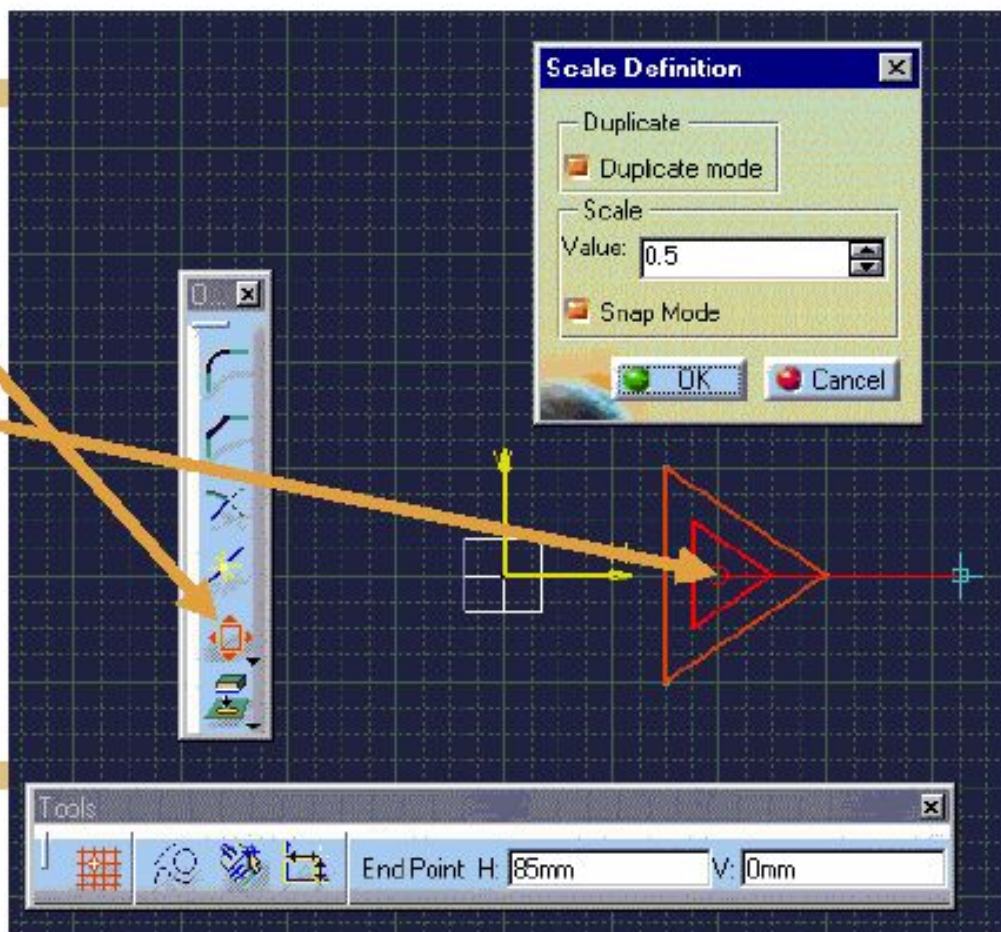 Scale Definition
Duplicate
Duplicate mode
Scale
Value: 0.5
Snap Mode
OK Cancel
O...
V
Tools
End Point H: 85mm V: 0mm